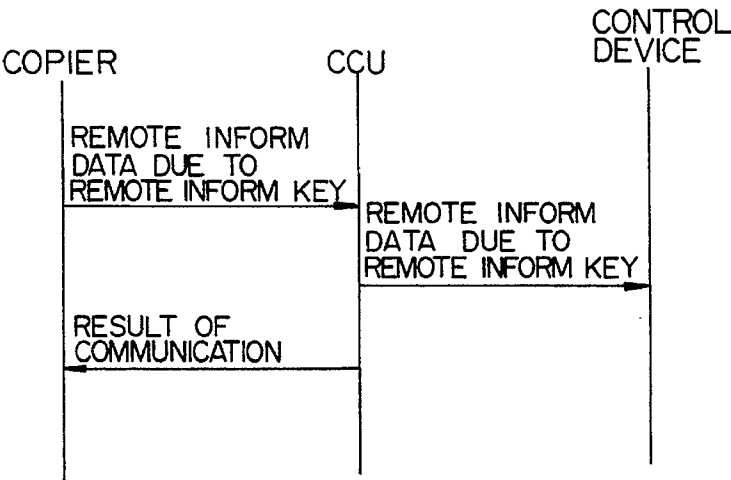 COPIER
CCU
CONTROL
DEVICE
REMOTE INFORM
DATA DUE TO
REMOTE INFORM KEY
REMOTE INFORM
DATA DUE TO
REMOTE INFORM KEY
RESULT OF
COMMUNICATION